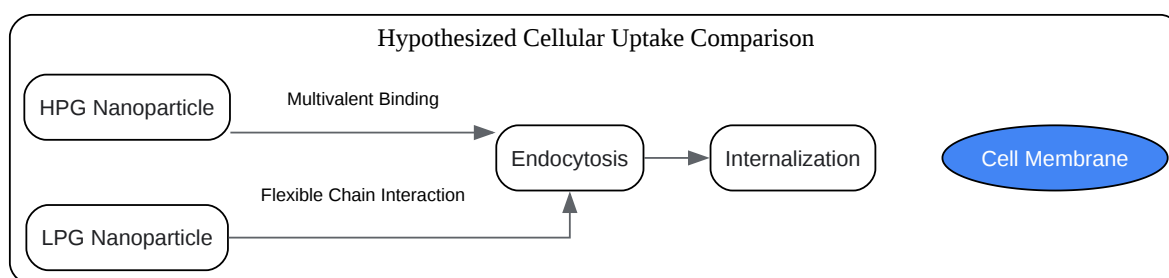 Hypothesized Cellular Uptake Comparison
HPG Nanoparticle
Multivalent Binding
Endocytosis
Internalization
Cell Membrane
Flexible Chain Interaction
LPG Nanoparticle